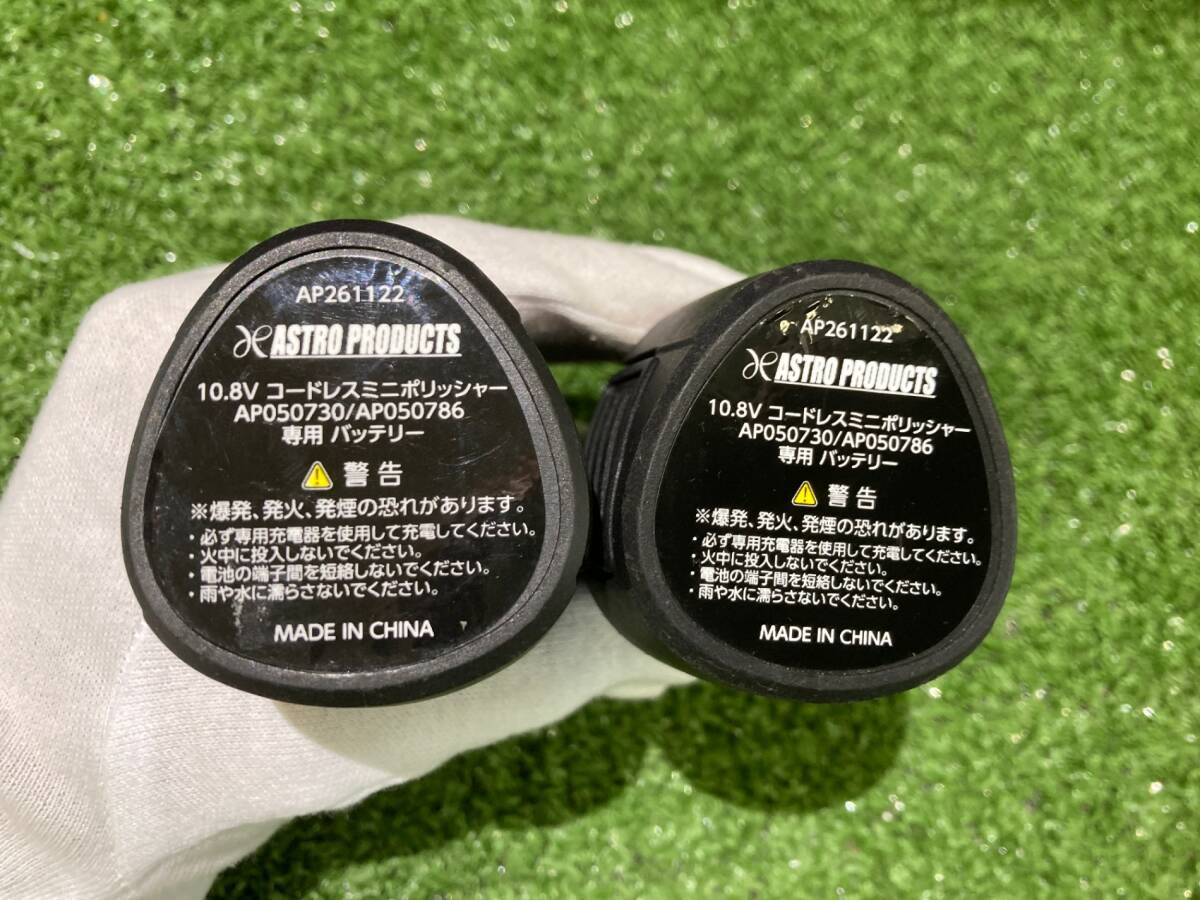 AP261122
ASTRO PRODUCTS
10.8V コードレスミニポリッシャー
AP050730/AP050786
専用 バッテリー
警告
※爆発、発火、発煙の恐れがあります。
・必ず専用充電器を使用して充電してください。
・火中に投入しないでください。
・電池の端子間を短絡しないでください。
・雨や水に濡らさないでください。
MADE IN CHINA
AP261122
ASTRO PRODUCTS
10.8V コードレスミニポリッシャー
AP050730/AP050786
専用 バッテリー
警告
※爆発、発火、発煙の恐れがあります。
・必ず専用充電器を使用して充電してください。
・火中に投入しないでください。
・電池の端子間を短絡しないでください。
・雨や水に濡らさないでください。
MADE IN CHINA